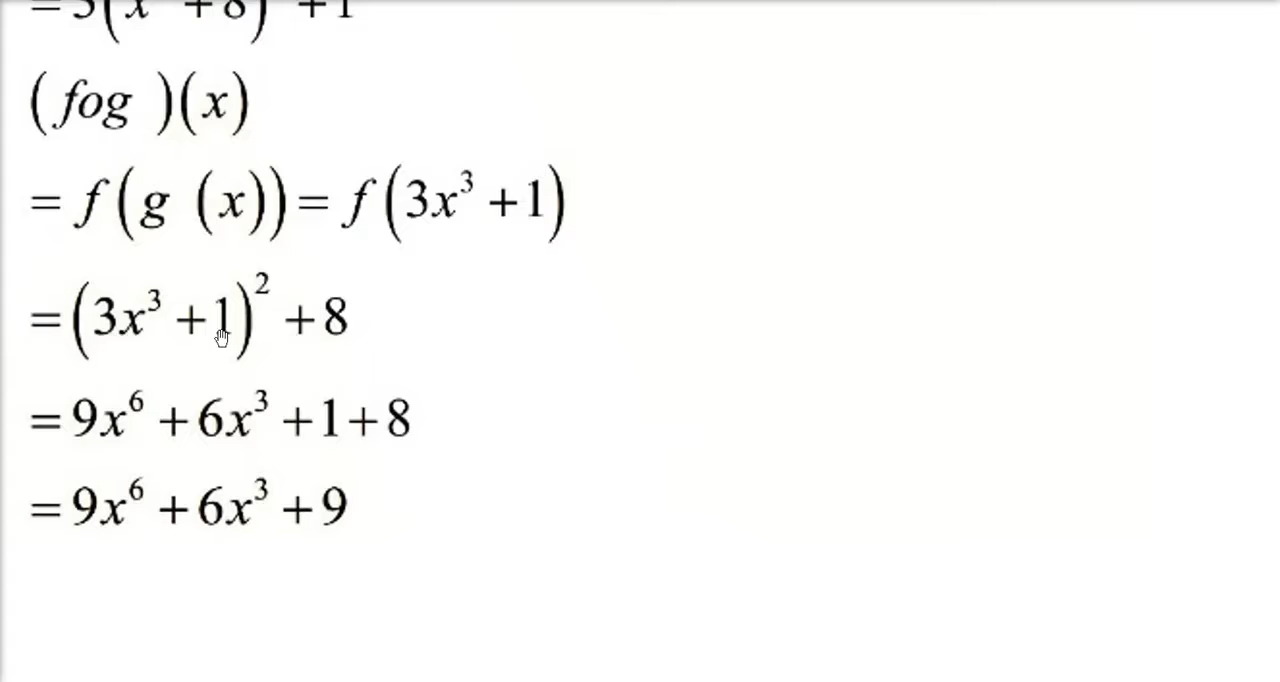 (fog )(x)
= f(g (x)) = f(3x³ +1)
= (3x³ +1)² +8
= 9x⁶ +6x³ +1+8
= 9x⁶ +6x³ +9